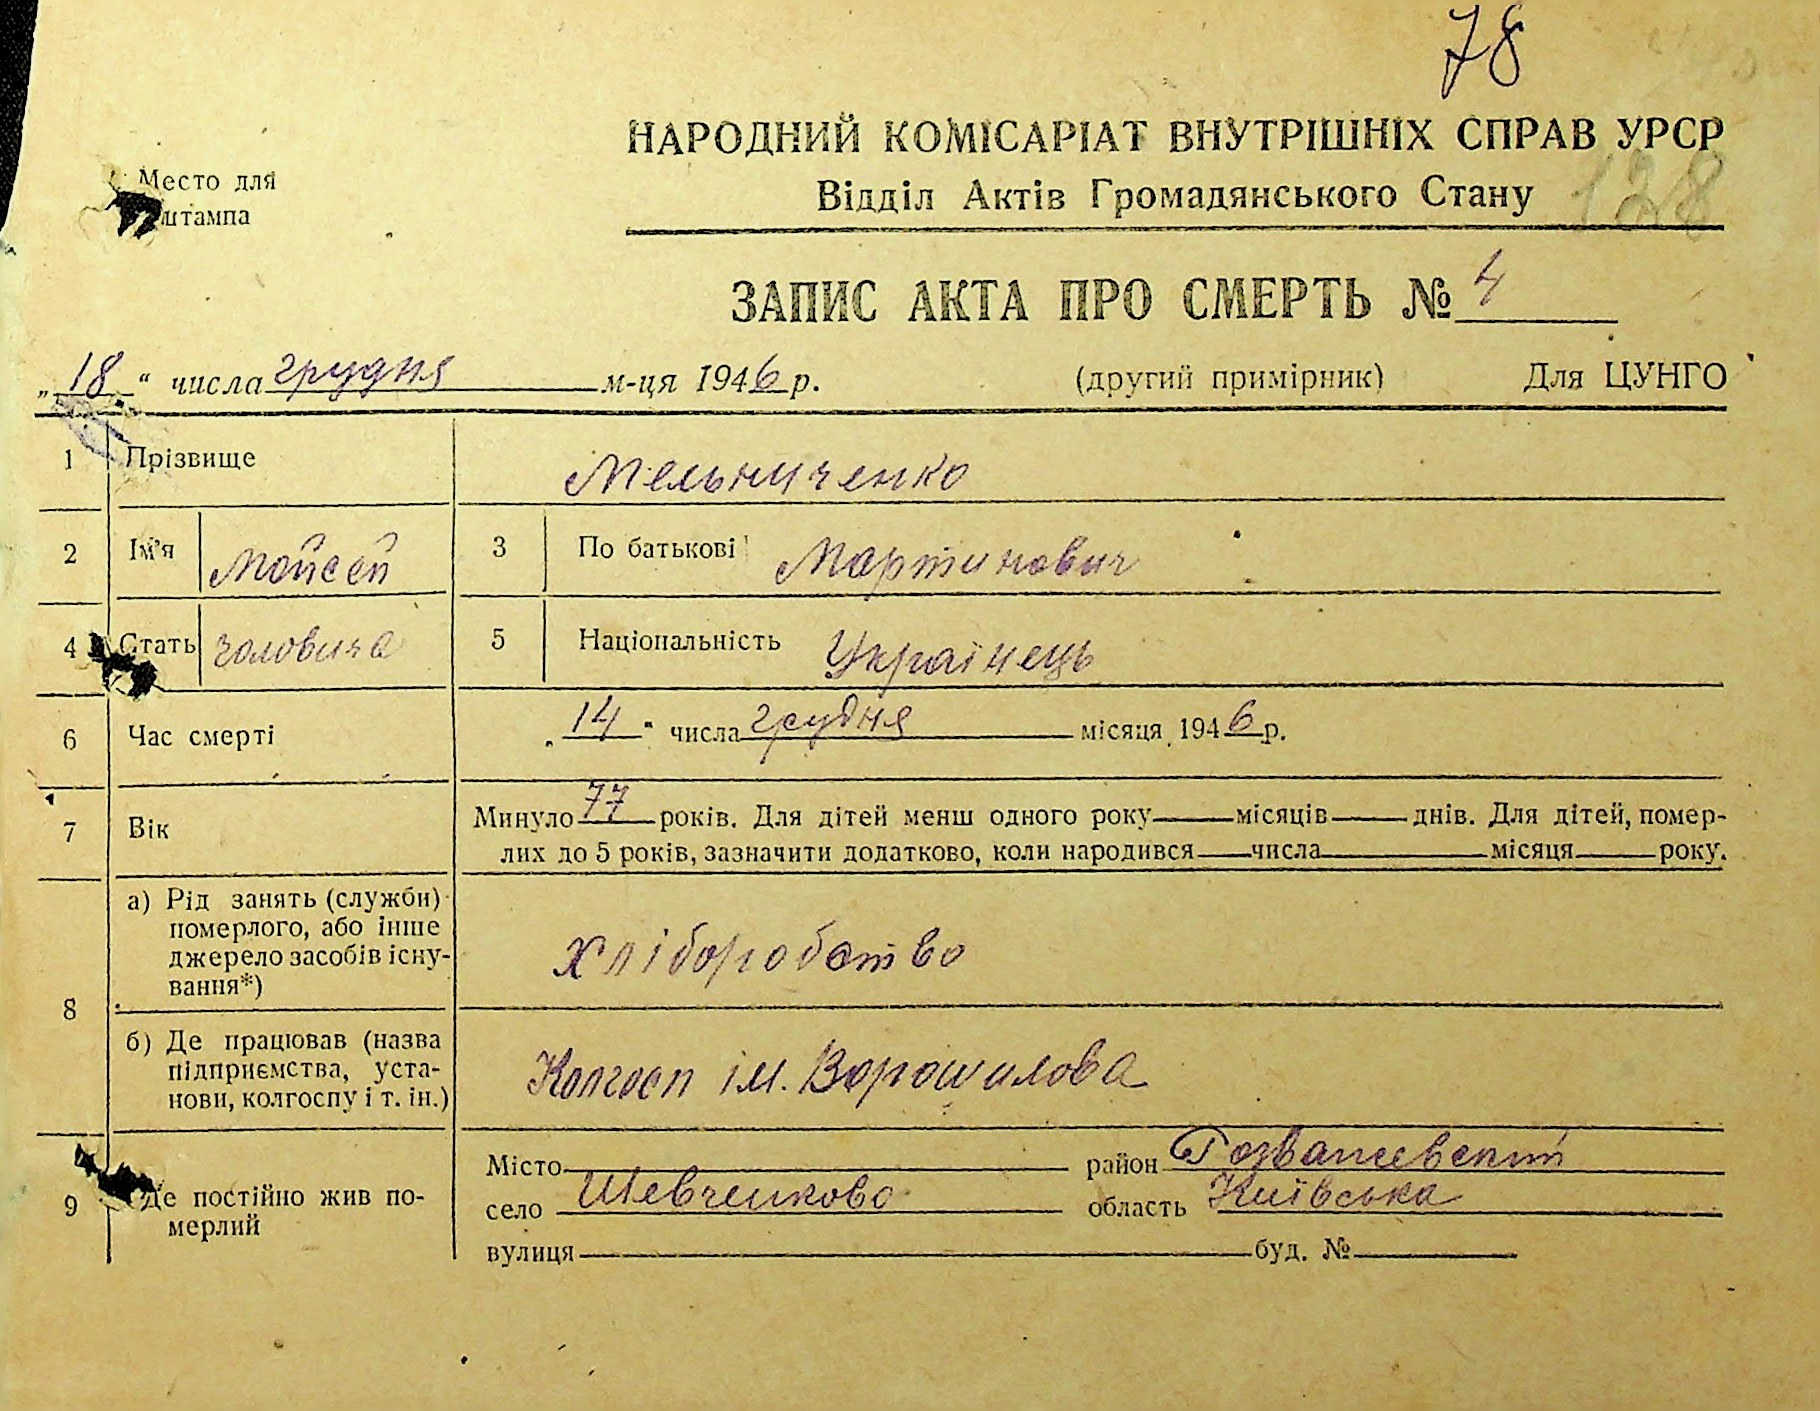 78
НАРОДНИЙ КОМІСАРІАТ ВНУТРІШНІХ СПРАВ УРСР
Место для
штампа
Відділ Актів Громадянського Стану
128
ЗАПИС АКТА ПРО СМЕРТЬ № 4
„18“ числа грудня м-ця 1946 р. (другий примірник) Для ЦУНГО
1 Прізвище Мельниченко
2 Ім’я Мойсей 3 По батькові Мартинович
4 Стать чоловіча 5 Національність Українець
6 Час смерті „14“ числа грудня місяця 1946 р.
7 Вік Минуло 77 років. Для дітей менш одного року місяців днів. Для дітей, помер-
лих до 5 років, зазначити додатково, коли народився числа місяця року.
8 а) Рід занять (служби) померлого, або інше
джерело засобів існу-
вання*)
Хліборобство
б) Де працював (назва
підприємства, уста-
нови, колгоспу і т. ін.)
Колгосп ім. Ворошилова
9 Де постійно жив по-
мерлий
Місто район Розважевский
село Шевченково область Київська
вулиця буд. №